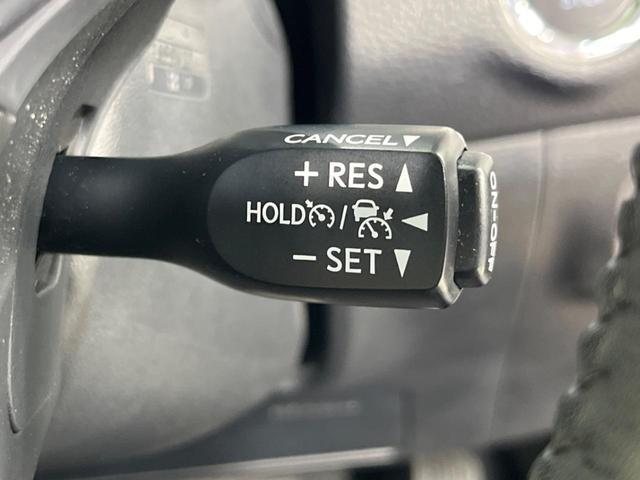 CANCEL▼
+ RES ▲
HOLD / ◀
− SET ▼
ON-OFF